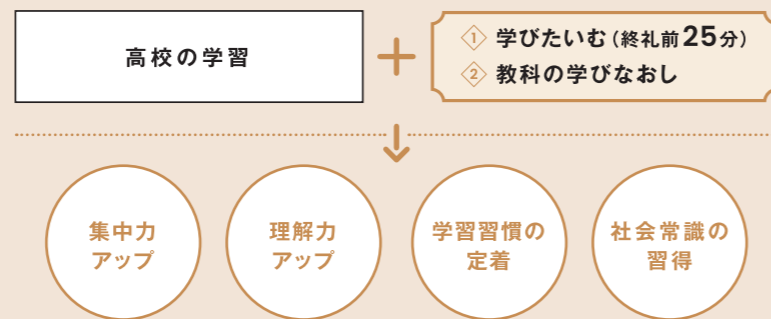 高校の学習
+
① 学びたいむ(終礼前25分)
② 教科の学びなおし
集中力
アップ
理解力
アップ
学習習慣の
定着
社会常識の
習得